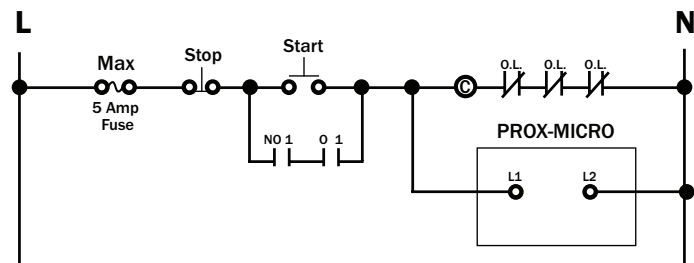 L
N
Max
Stop
Start
5 Amp
Fuse
C
O.L. O.L. O.L.
NO 1 O 1
PROX-MICRO
L1 L2